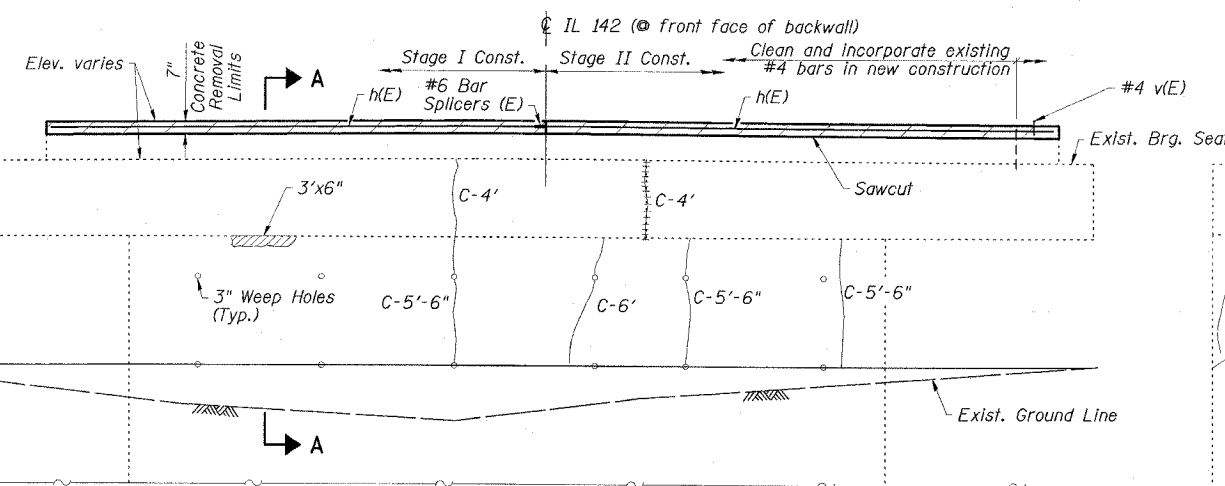 ℄ IL 142 (@ front face of backwall)
Elev. varies
7"
Concrete
Removal
Limits
A
Stage I Const.
Stage II Const.
Clean and incorporate existing
#4 bars in new construction
h(E)
#6 Bar
Splicers (E)
h(E)
#4 v(E)
Exist. Brg. Seat
3'x6"
C-4'
C-4'
Sawcut
3" Weep Holes
(Typ.)
C-5'-6"
C-6'
C-5'-6"
C-5'-6"
Exist. Ground Line
A